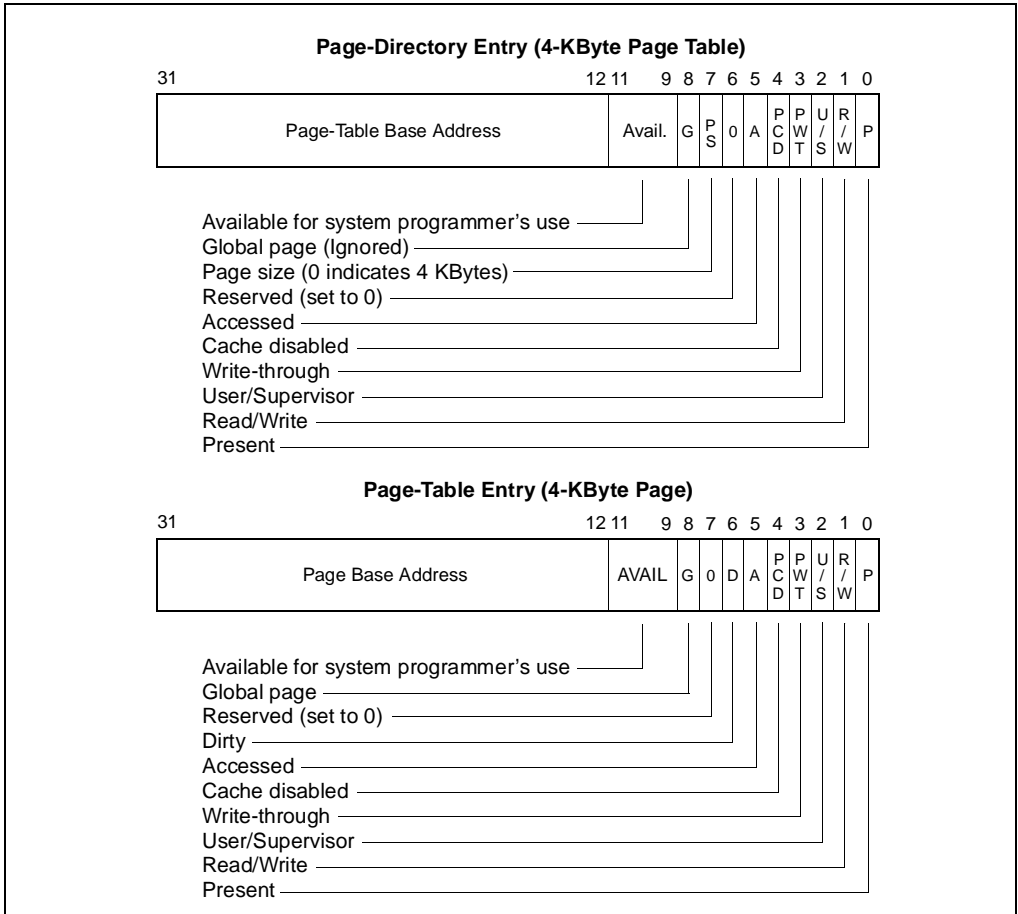 Page-Directory Entry (4-KByte Page Table)
31 12 11 9 8 7 6 5 4 3 2 1 0
Page-Table Base Address Avail. G PS 0 A PCD PWT U/S R/W P
Available for system programmer’s use
Global page (Ignored)
Page size (0 indicates 4 KBytes)
Reserved (set to 0)
Accessed
Cache disabled
Write-through
User/Supervisor
Read/Write
Present
Page-Table Entry (4-KByte Page)
31 12 11 9 8 7 6 5 4 3 2 1 0
Page Base Address AVAIL G 0 D A PCD PWT U/S R/W P
Available for system programmer’s use
Global page
Reserved (set to 0)
Dirty
Accessed
Cache disabled
Write-through
User/Supervisor
Read/Write
Present